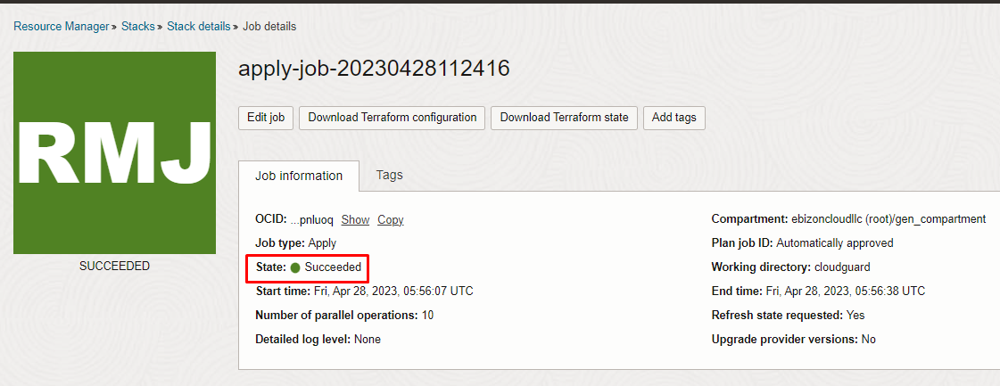 Resource Manager » Stacks » Stack details » Job details
RMJ
SUCCEEDED
apply-job-20230428112416
Edit job Download Terraform configuration Download Terraform state Add tags
Job information Tags
OCID: ...pnluoq Show Copy
Job type: Apply
State: Succeeded
Start time: Fri, Apr 28, 2023, 05:56:07 UTC
Number of parallel operations: 10
Detailed log level: None
Compartment: ebizoncloudllc (root)/gen_compartment
Plan job ID: Automatically approved
Working directory: cloudguard
End time: Fri, Apr 28, 2023, 05:56:38 UTC
Refresh state requested: Yes
Upgrade provider versions: No